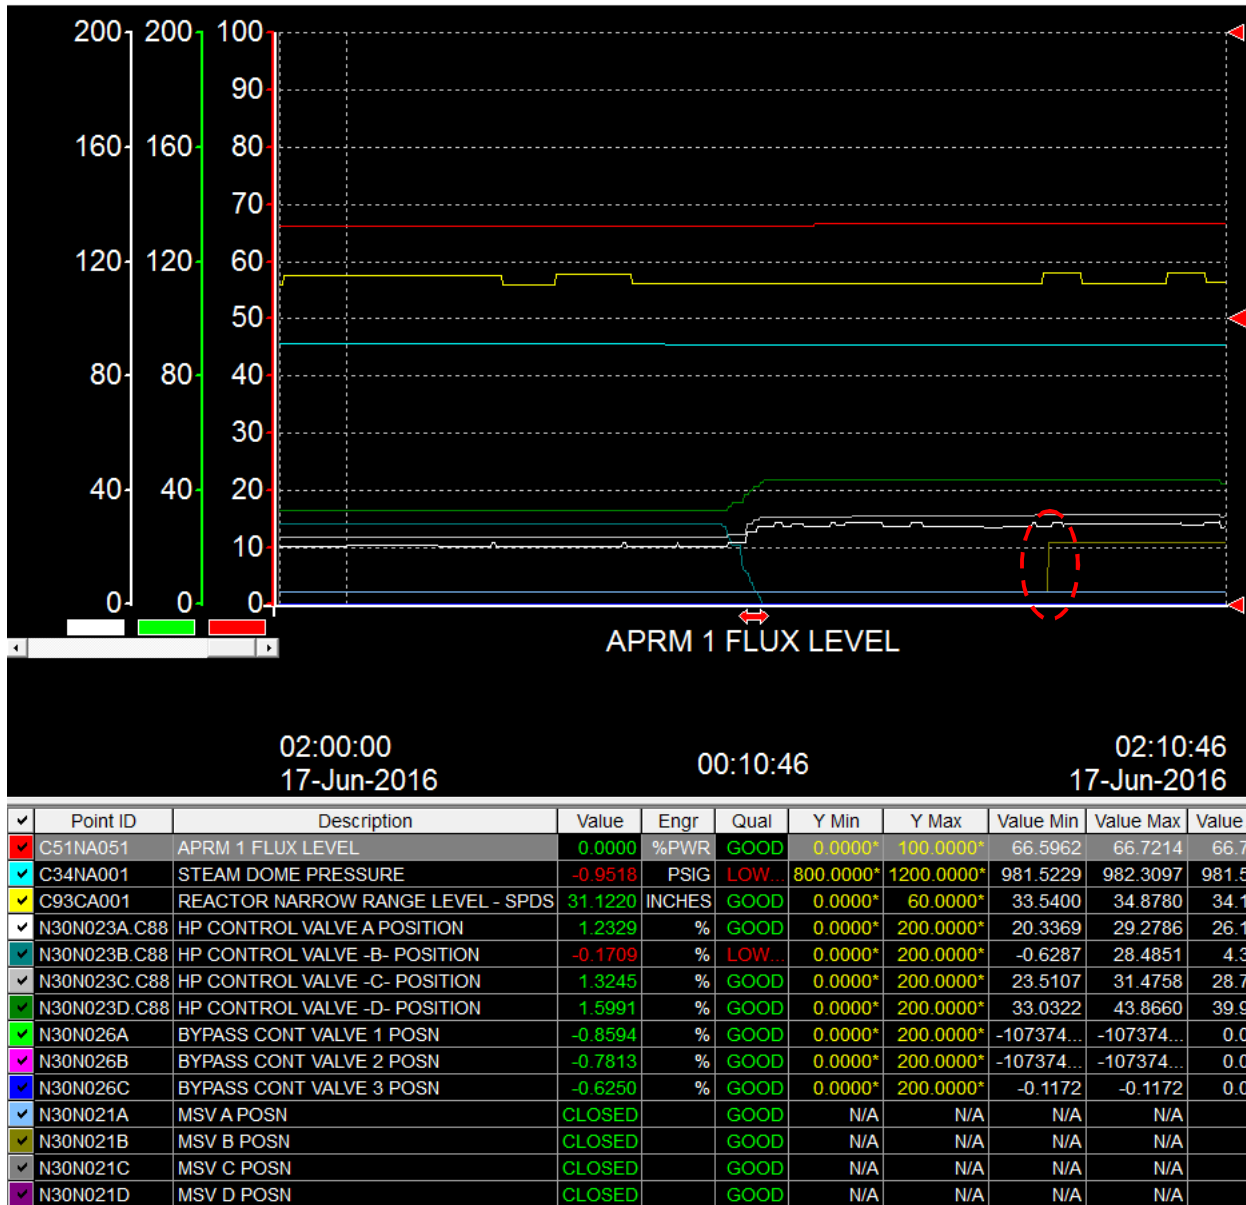 200 200 100
90
160 160 80
70
120 120 60
50
80 80 40
30
40 40 20
10
0 0 0
APRM 1 FLUX LEVEL
02:00:00 00:10:46 02:10:46
17-Jun-2016 17-Jun-2016
Point ID Description Value Engr Qual Y Min Y Max Value Min Value Max Value
C51NA051 APRM 1 FLUX LEVEL 0.0000 %PWR GOOD 0.0000* 100.0000* 66.5962 66.7214 66.7
C34NA001 STEAM DOME PRESSURE -0.9518 PSIG LOW... 800.0000* 1200.0000* 981.5229 982.3097 981.5
C93CA001 REACTOR NARROW RANGE LEVEL - SPDS 31.1220 INCHES GOOD 0.0000* 60.0000* 33.5400 34.8780 34.1
N30N023A.C88 HP CONTROL VALVE A POSITION 1.2329 % GOOD 0.0000* 200.0000* 20.3369 29.2786 26.1
N30N023B.C88 HP CONTROL VALVE -B- POSITION -0.1709 % LOW... 0.0000* 200.0000* -0.6287 28.4851 4.3
N30N023C.C88 HP CONTROL VALVE -C- POSITION 1.3245 % GOOD 0.0000* 200.0000* 23.5107 31.4758 28.7
N30N023D.C88 HP CONTROL VALVE -D- POSITION 1.5991 % GOOD 0.0000* 200.0000* 33.0322 43.8660 39.9
N30N026A BYPASS CONT VALVE 1 POSN -0.8594 % GOOD 0.0000* 200.0000* -107374... -107374... 0.0
N30N026B BYPASS CONT VALVE 2 POSN -0.7813 % GOOD 0.0000* 200.0000* -107374... -107374... 0.0
N30N026C BYPASS CONT VALVE 3 POSN -0.6250 % GOOD 0.0000* 200.0000* -0.1172 -0.1172 0.0
N30N021A MSV A POSN CLOSED GOOD N/A N/A N/A N/A
N30N021B MSV B POSN CLOSED GOOD N/A N/A N/A N/A
N30N021C MSV C POSN CLOSED GOOD N/A N/A N/A N/A
N30N021D MSV D POSN CLOSED GOOD N/A N/A N/A N/A